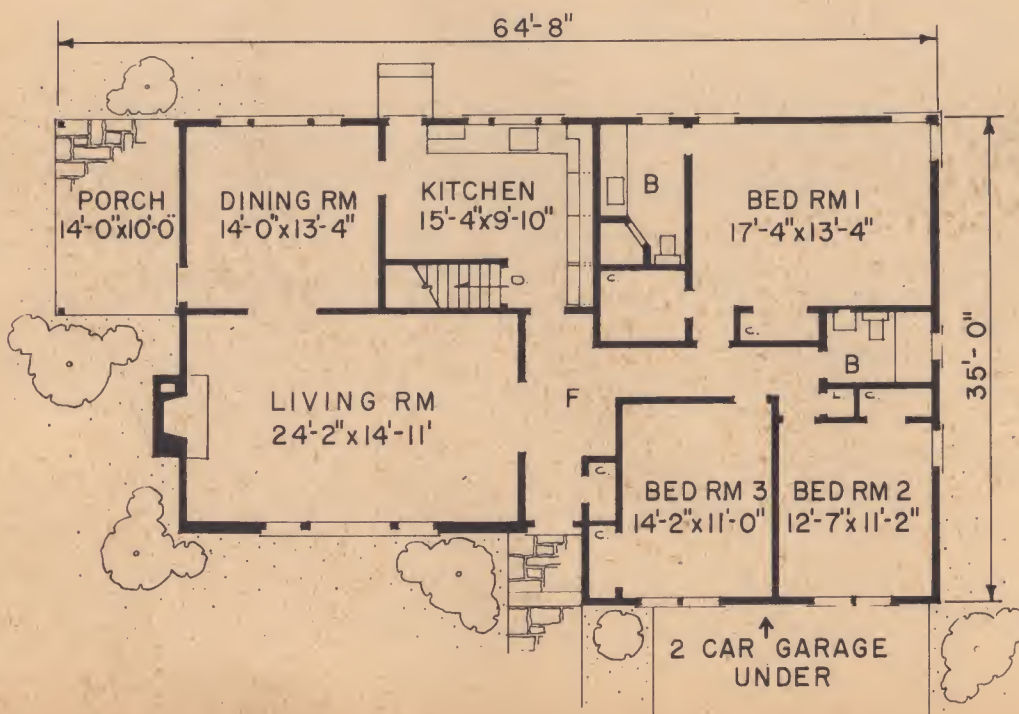 64'-8"
PORCH
14'-0"x10'-0"
DINING RM
14'-0"x13'-4"
KITCHEN
15'-4"x9'-10"
B
BED RM 1
17'-4"x13'-4"
35'-0"
D.
C.
C.
B
L.
C.
LIVING RM
24'-2"x14'-11'
F
C.
C.
BED RM 3
14'-2"x11'-0"
BED RM 2
12'-7"x11'-2"
2 CAR GARAGE
UNDER